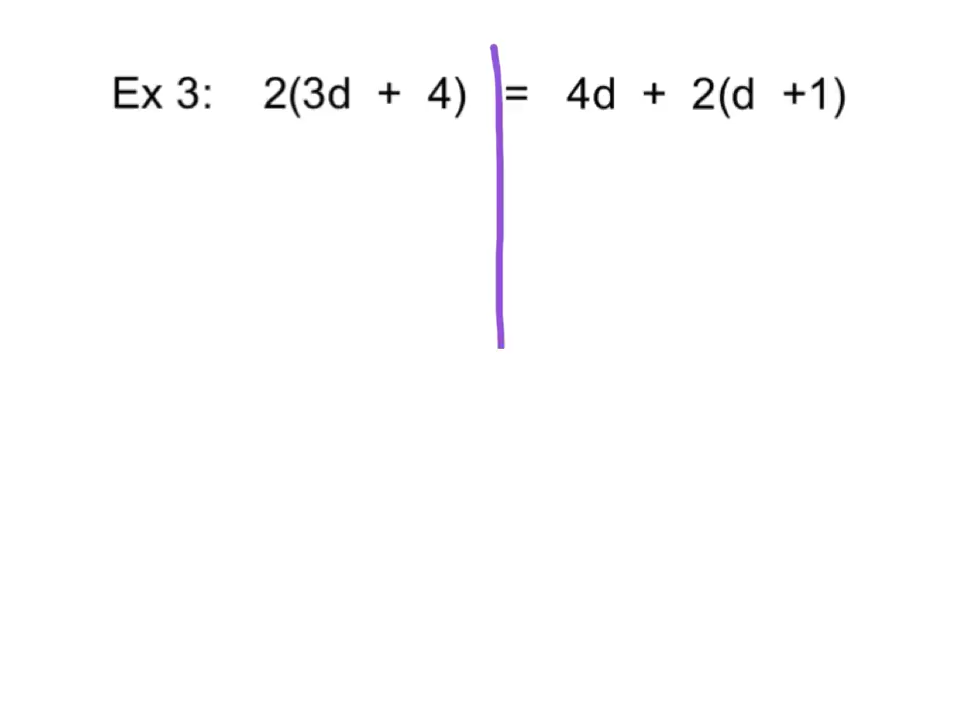 Ex 3: 2(3d + 4) = 4d + 2(d +1)